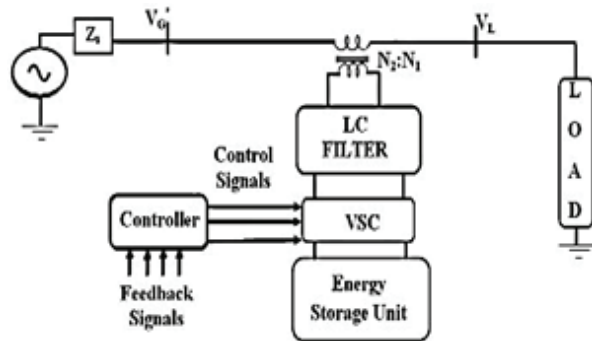 Zs
VG'
VL
N2:N1
LC
FILTER
Control
Signals
Controller
VSC
Feedback
Signals
Energy
Storage Unit
L
O
A
D